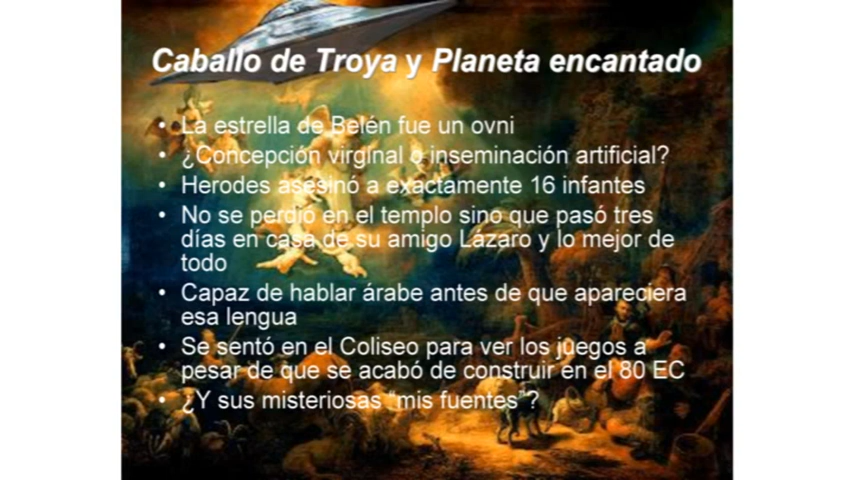 Caballo de Troya y Planeta encantado
• La estrella de Belén fue un ovni
• ¿Concepción virginal o inseminación artificial?
• Herodes asesinó a exactamente 16 infantes
• No se perdió en el templo sino que pasó tres
días en casa de su amigo Lázaro y lo mejor de
todo
• Capaz de hablar árabe antes de que apareciera
esa lengua
• Se sentó en el Coliseo para ver los juegos a
pesar de que se acabó de construir en el 80 EC
• ¿Y sus misteriosas “mis fuentes”?